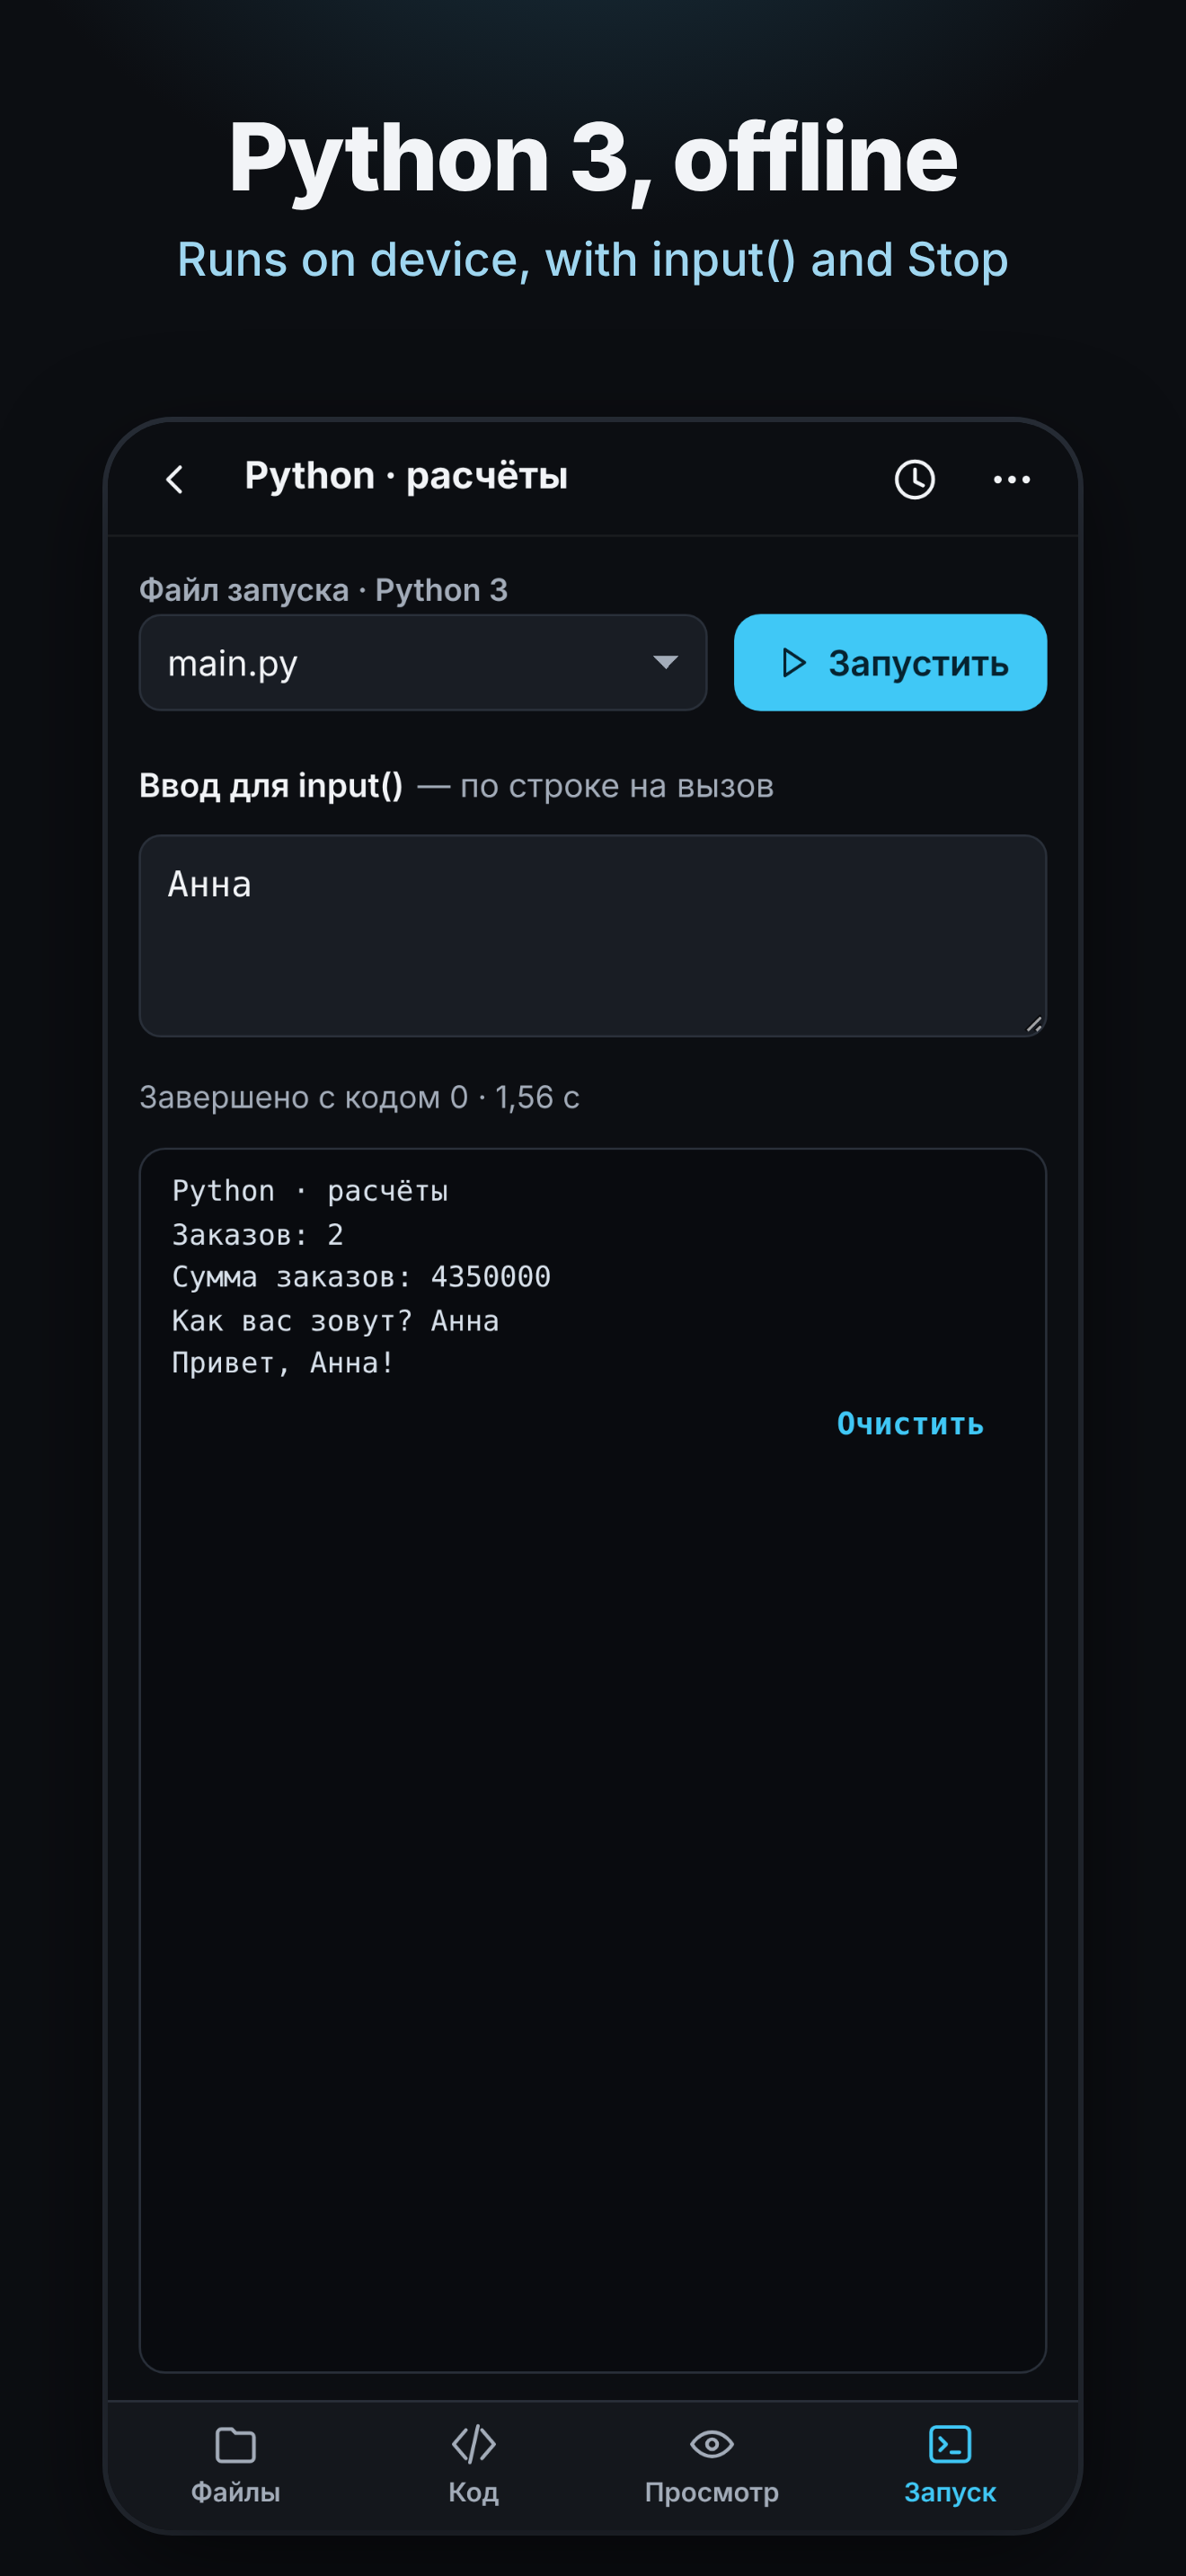 Python 3, offline
Runs on device, with input() and Stop
Python · расчёты
Файл запуска · Python 3
main.py
Запустить
Ввод для input() — по строке на вызов
Анна
Завершено с кодом 0 · 1,56 с
Python · расчёты
Заказов: 2
Сумма заказов: 4350000
Как вас зовут? Анна
Привет, Анна!
Очистить
Файлы
Код
Просмотр
Запуск